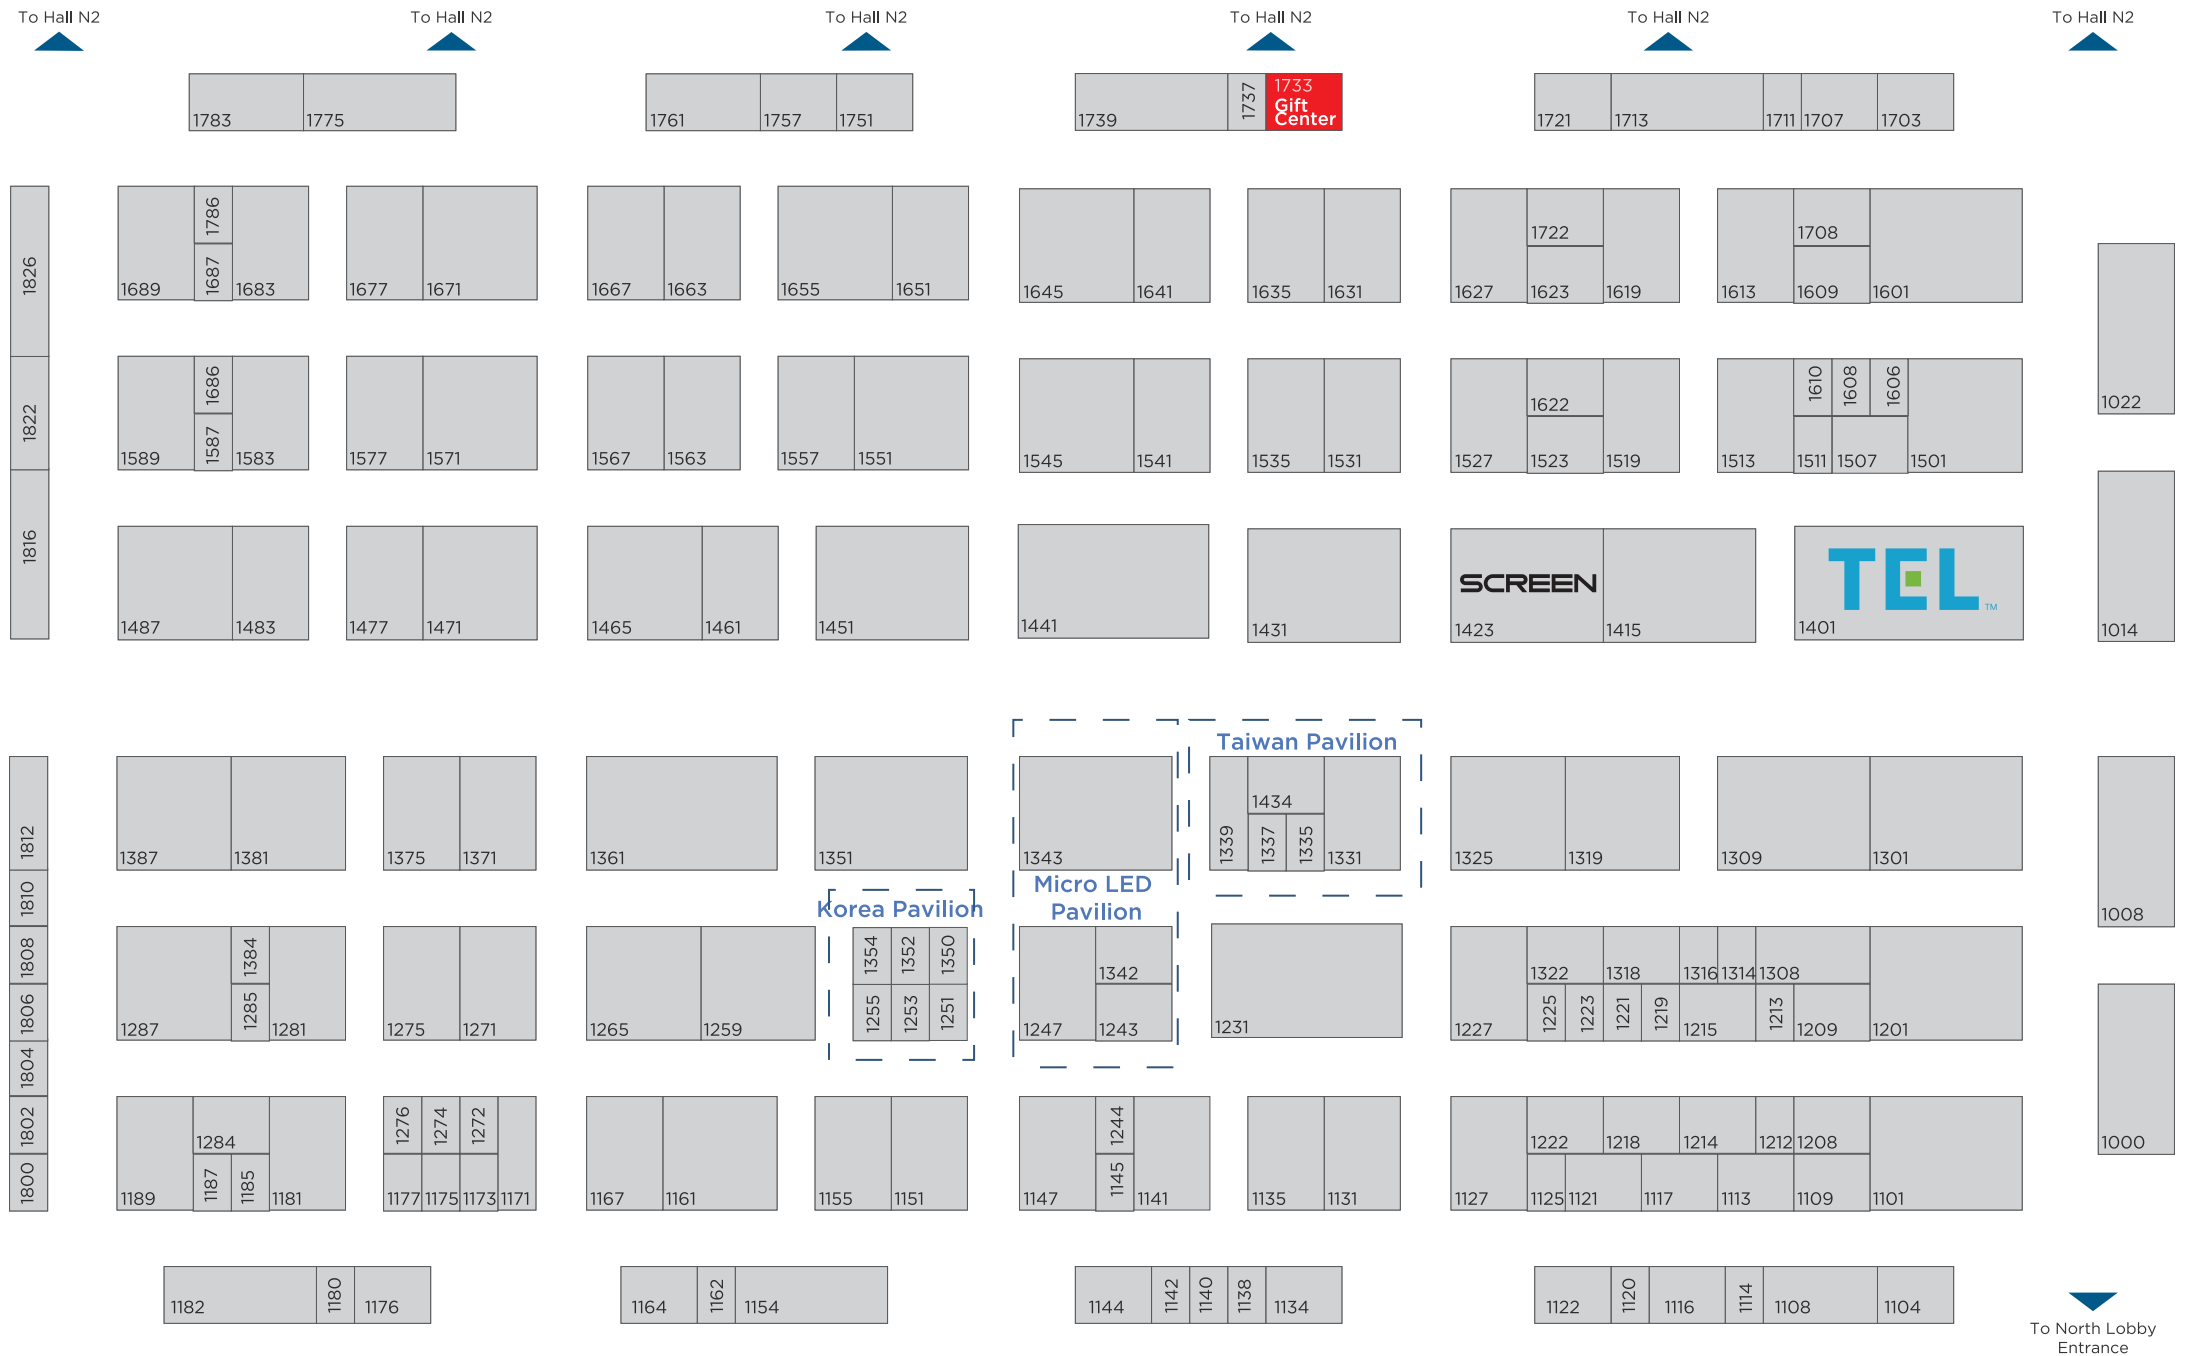 To Hall N2
To Hall N2
To Hall N2
To Hall N2
To Hall N2
To Hall N2
1783 1775
1761 1757 1751
1739 1737 1733
Gift
Center
1721 1713 1711 1707 1703
1826
1822
1816
1786
1689 1687 1683
1677 1671
1667 1663
1655 1651
1645 1641
1635 1631
1722
1627 1623 1619
1708
1613 1609 1601
1022
1686
1589 1587 1583
1577 1571
1567 1563
1557 1551
1545 1541
1535 1531
1622
1527 1523 1519
1610 1608 1606
1513 1511 1507 1501
1014
1487 1483
1477 1471
1465 1461
1451
1441
1431
SCREEN
1423 1415
TEL™
1401
1812
1810
1808
1806
1804
1802
1800
1387 1381
1375 1371
1361
1351
1343
Micro LED
Pavilion
Taiwan Pavilion
1434
1339 1337 1335 1331
1325 1319
1309 1301
1008
1384
1287 1285 1281
1275 1271
1265 1259
Korea Pavilion
1354 1352 1350
1255 1253 1251
1342
1247 1243
1231
1322 1318 1316 1314 1308
1227 1225 1223 1221 1219 1215 1213 1209 1201
1000
1284
1189 1187 1185 1181
1276 1274 1272
1177 1175 1173 1171
1167 1161
1155 1151
1244
1147 1145 1141
1135 1131
1222 1218 1214 1212 1208
1127 1125 1121 1117 1113 1109 1101
1182 1180 1176
1164 1162 1154
1144 1142 1140 1138 1134
1122 1120 1116 1114 1108 1104
To North Lobby
Entrance